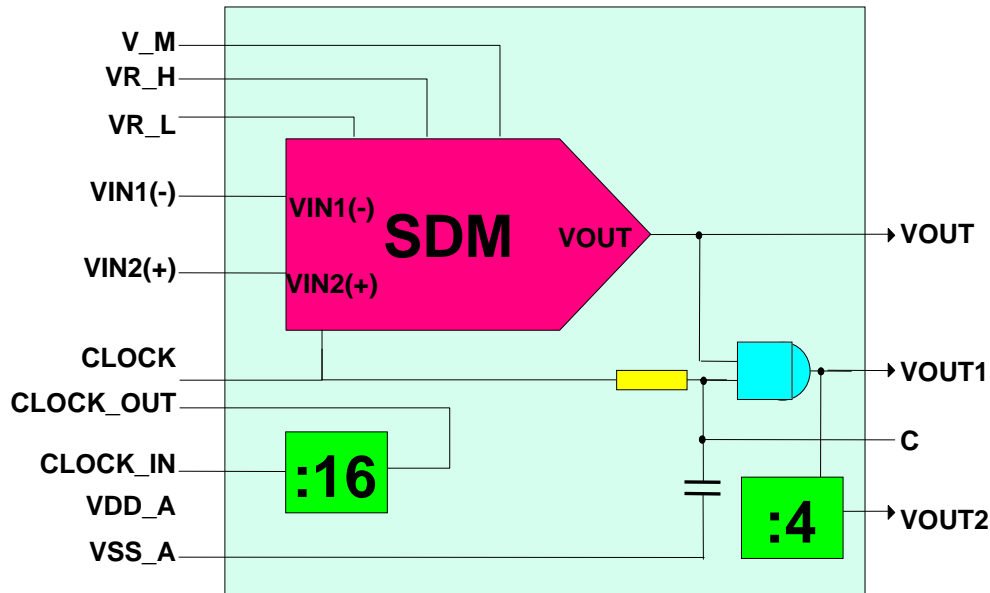 V_M
VR_H
VR_L
VIN1(-)
VIN2(+)
CLOCK
CLOCK_OUT
CLOCK_IN
VDD_A
VSS_A
VIN1(-)
SDM
VOUT
VIN2(+)
:16
:4
VOUT
VOUT1
C
VOUT2